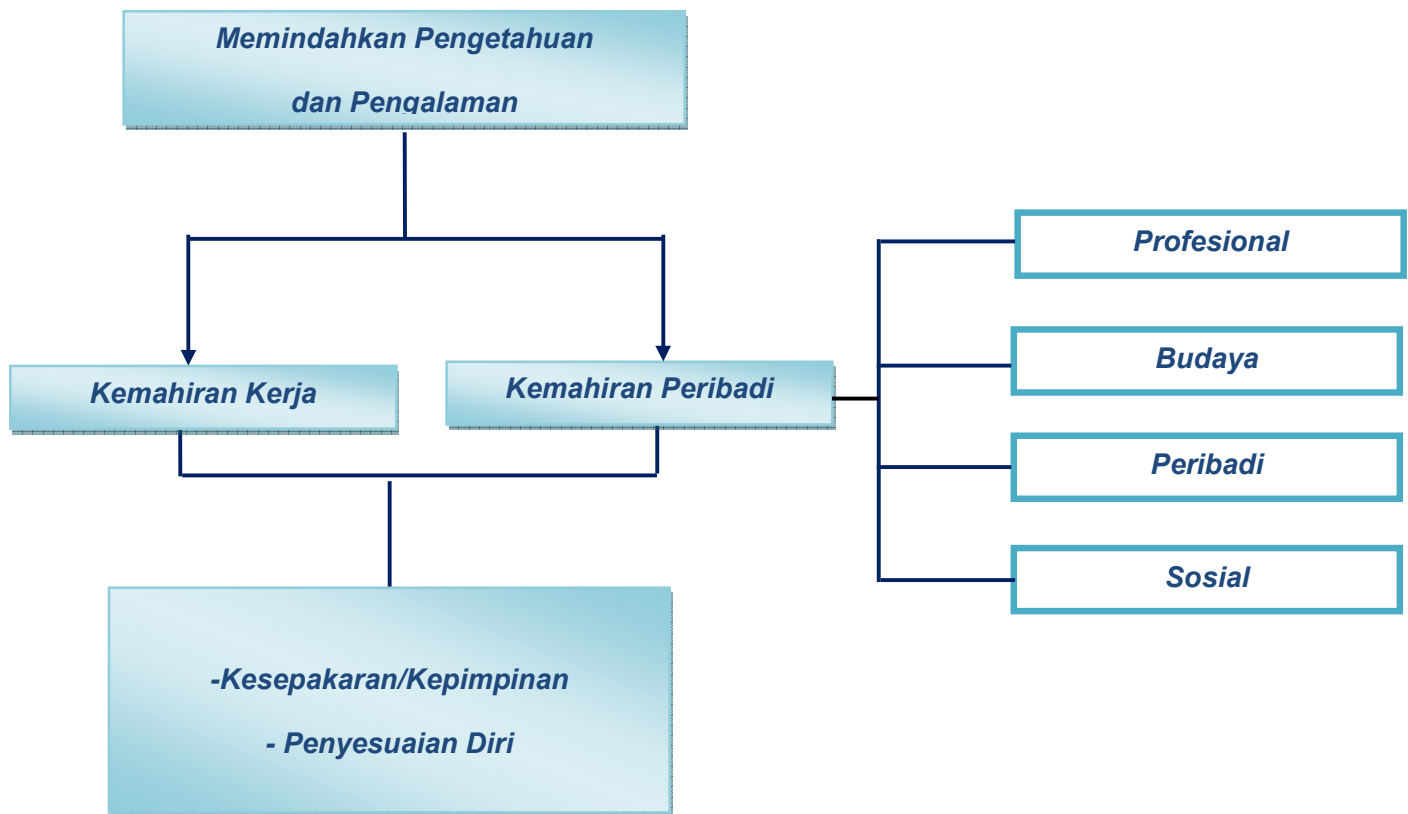 Memindahkan Pengetahuan
dan Pengalaman
Kemahiran Kerja
Kemahiran Peribadi
Profesional
Budaya
Peribadi
Sosial
-Kesepakaran/Kepimpinan
- Penyesuaian Diri